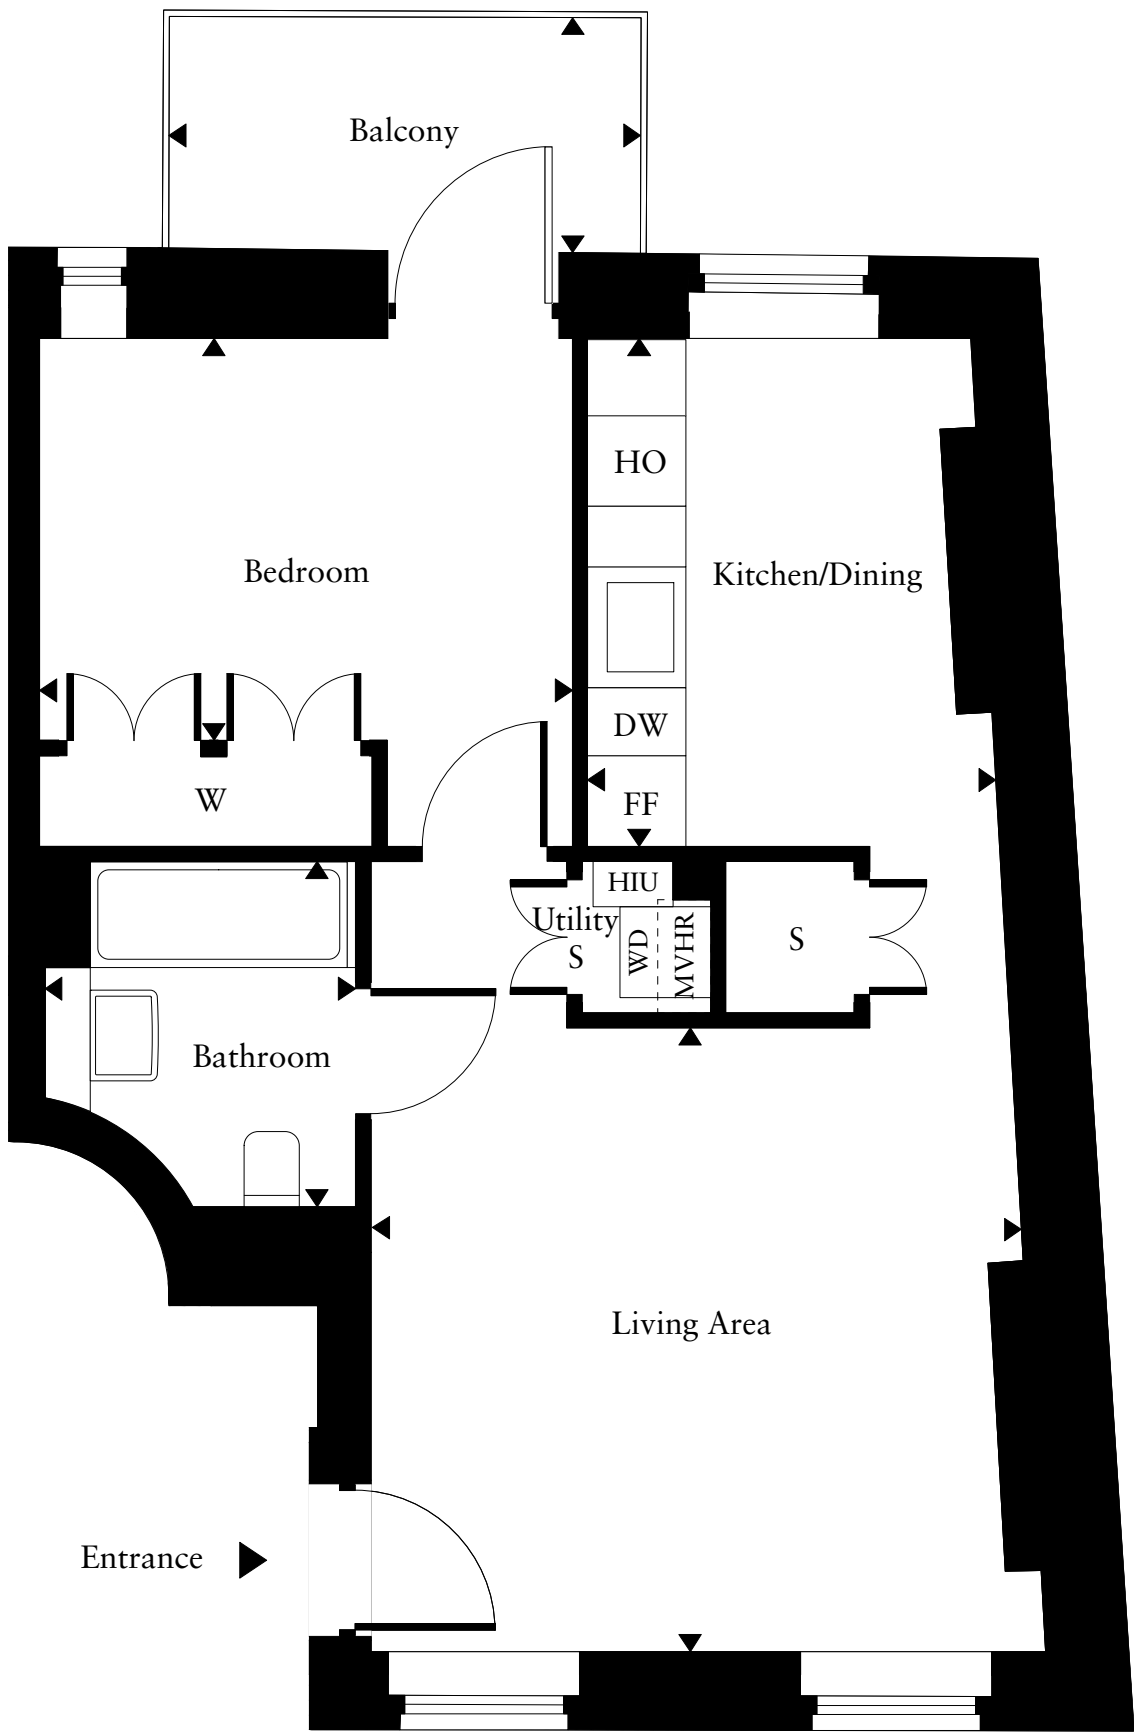 Balcony
HO
Bedroom
Kitchen/Dining
DW
W
FF
HIU
Utility
S
WD
MVHR
S
Bathroom
Living Area
Entrance